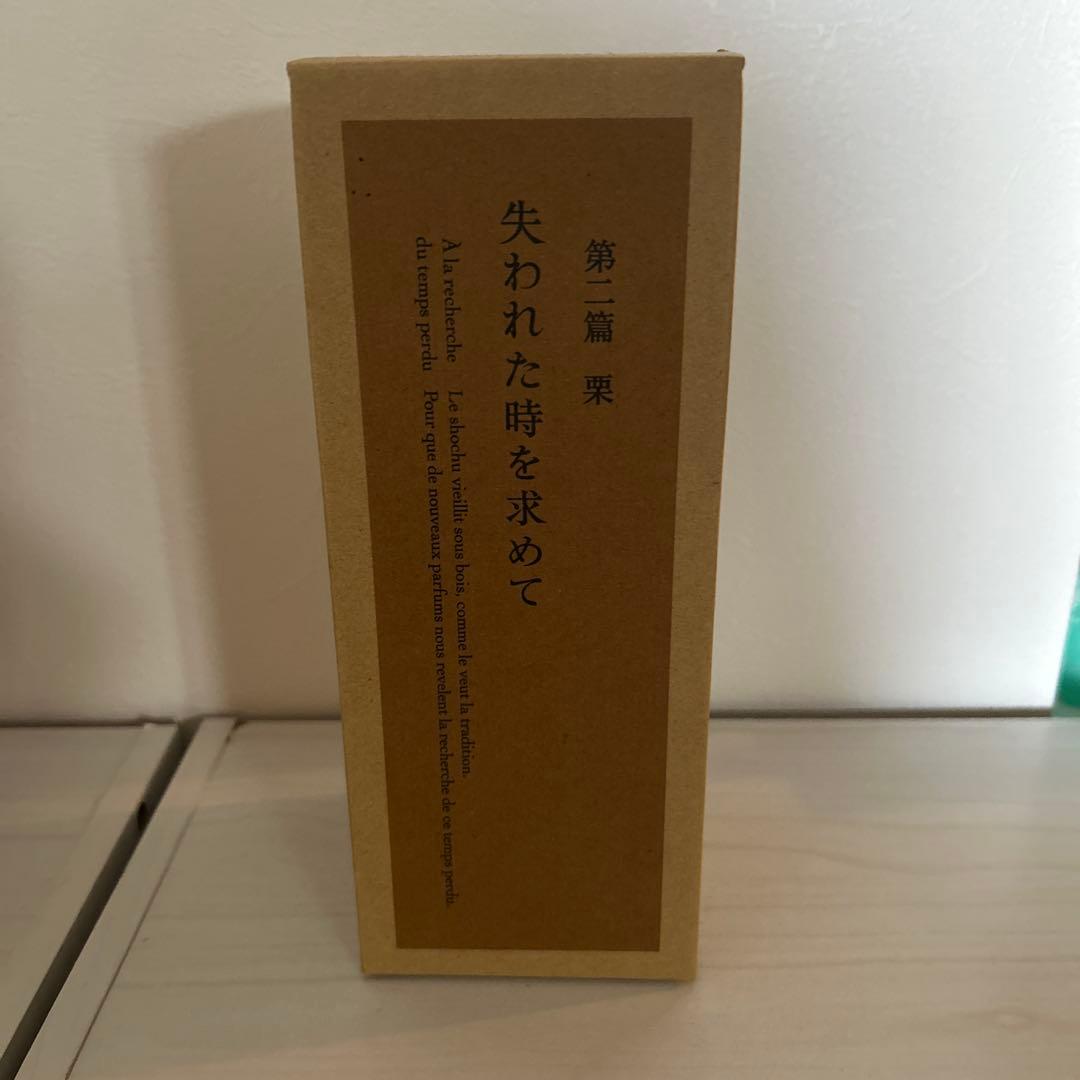 第二篇　栗
失われた時を求めて
À la recherche
du temps perdu
Le shochu vieillit sous bois, comme le veut la tradition.
Pour que de nouveaux parfums nous revelent la recherche de ce temps perdu.